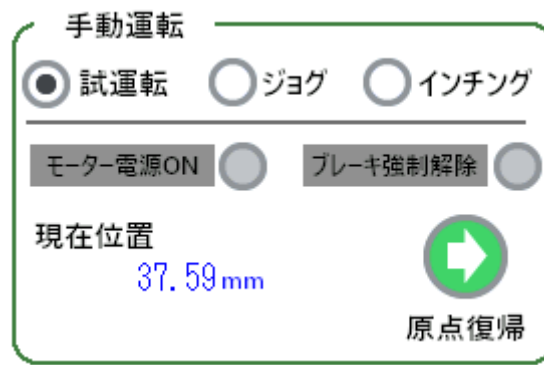 手動運転
試運転 ジョグ インチング
モーター電源ON ブレーキ強制解除
現在位置
37.59mm
原点復帰